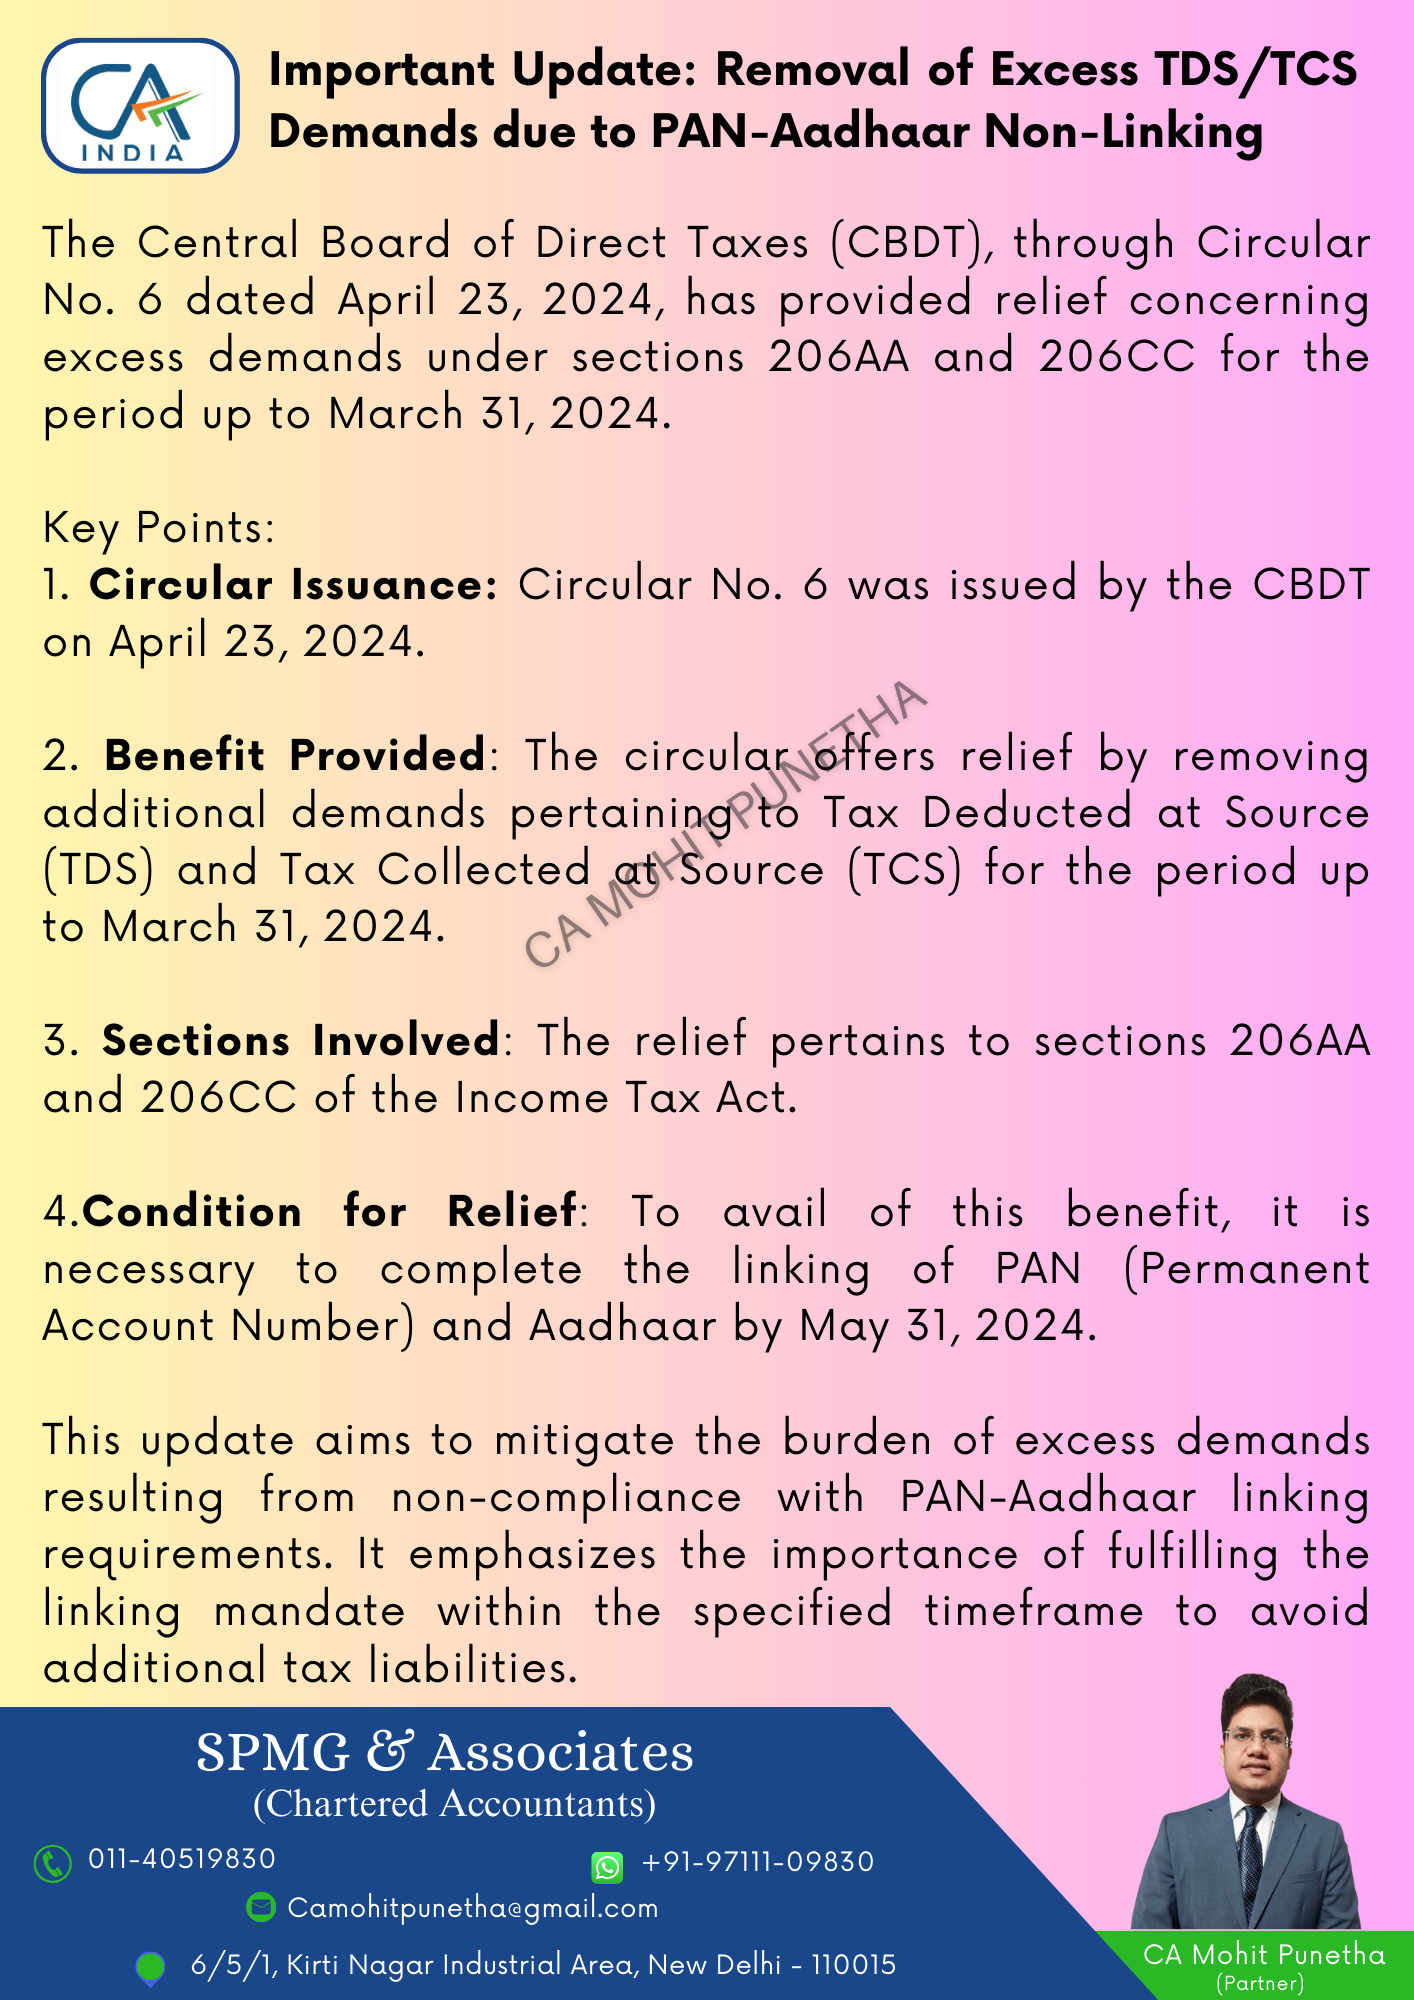 CA
INDIA
Important Update: Removal of Excess TDS/TCS
Demands due to PAN-Aadhaar Non-Linking
The Central Board of Direct Taxes (CBDT), through Circular
No. 6 dated April 23, 2024, has provided relief concerning
excess demands under sections 206AA and 206CC for the
period up to March 31, 2024.
Key Points:
1. Circular Issuance: Circular No. 6 was issued by the CBDT
on April 23, 2024.
2. Benefit Provided: The circular offers relief by removing
additional demands pertaining to Tax Deducted at Source
(TDS) and Tax Collected at Source (TCS) for the period up
to March 31, 2024.
CA MOHIT PUNETHA
3. Sections Involved: The relief pertains to sections 206AA
and 206CC of the Income Tax Act.
4.Condition for Relief: To avail of this benefit, it is
necessary to complete the linking of PAN (Permanent
Account Number) and Aadhaar by May 31, 2024.
This update aims to mitigate the burden of excess demands
resulting from non-compliance with PAN-Aadhaar linking
requirements. It emphasizes the importance of fulfilling the
linking mandate within the specified timeframe to avoid
additional tax liabilities.
SPMG & Associates
(Chartered Accountants)
011-40519830
+91-97111-09830
Camohitpunetha@gmail.com
6/5/1, Kirti Nagar Industrial Area, New Delhi - 110015
CA Mohit Punetha
(Partner)